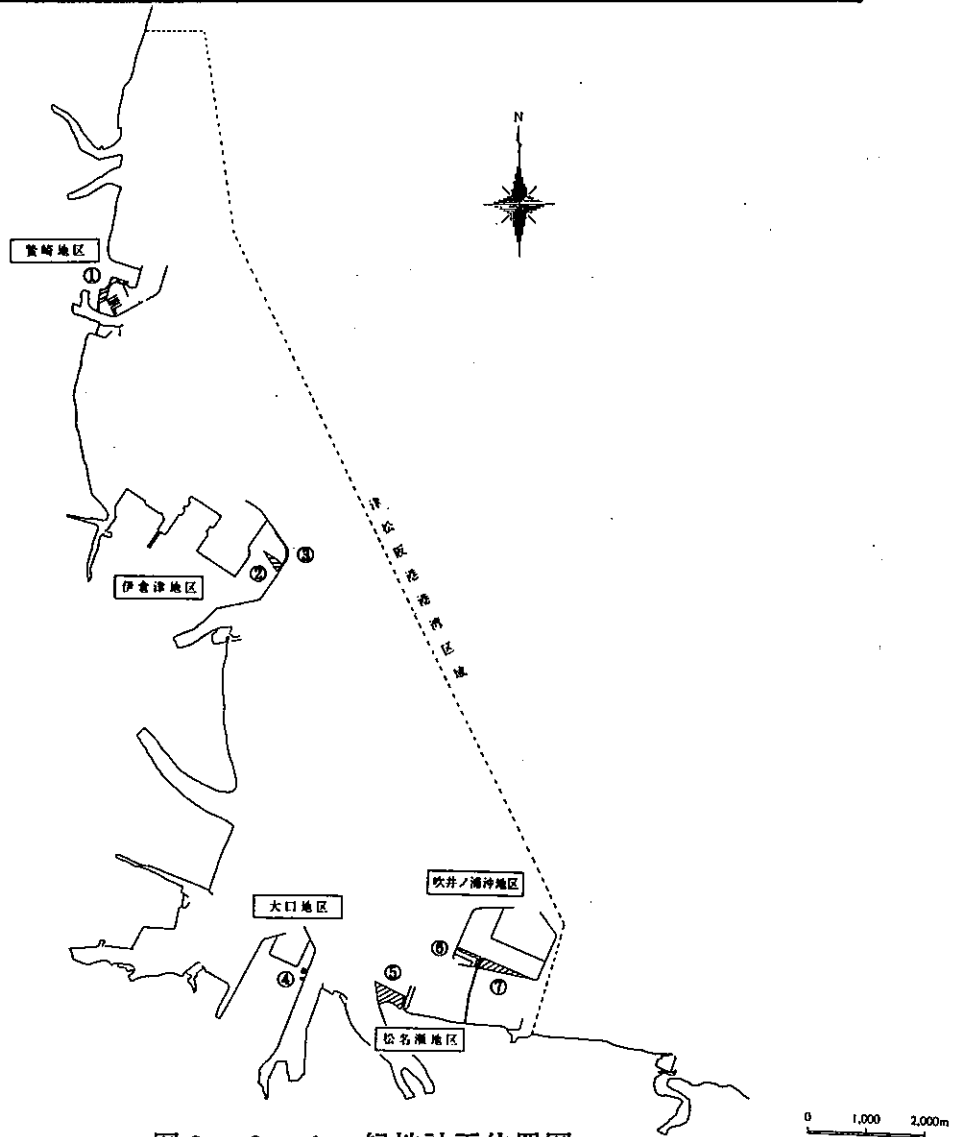 N
贄崎地区
①
③
②
伊倉津地区
津松阪港港湾区域
吹井ノ浦沖地区
大口地区
⑥
⑤
④
⑦
松名瀬地区
0 1,000 2,000m